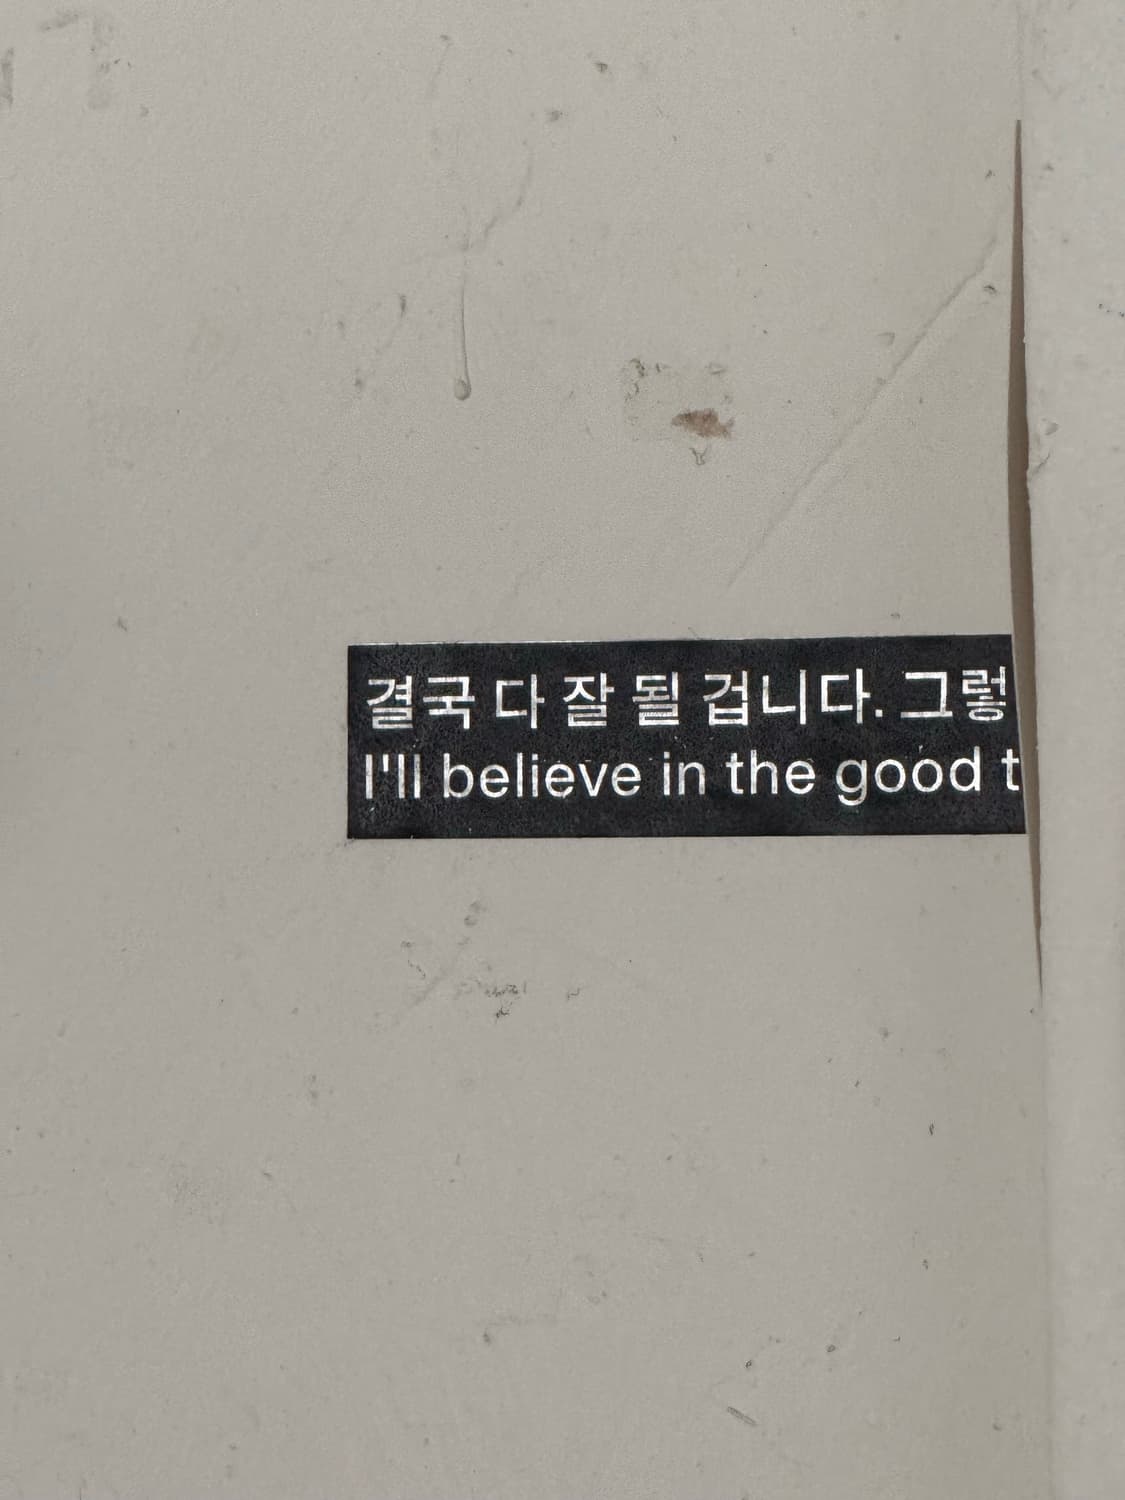 결국 다 잘 될 겁니다. 그렇
I'll believe in the good t